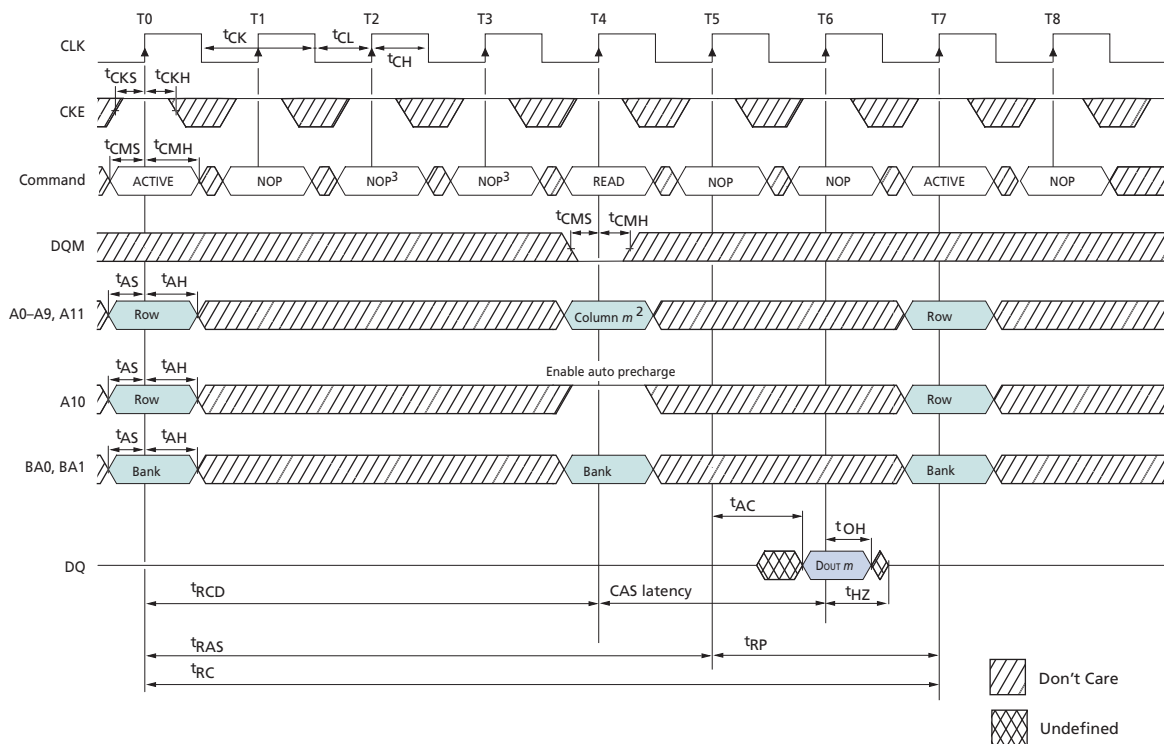 T0 T1 T2 T3 T4 T5 T6 T7 T8
CLK
tCK tCL
tCH
tCKS tCKH
CKE
tCMS tCMH
Command ACTIVE NOP NOP3 NOP3 READ NOP NOP ACTIVE NOP
tCMS tCMH
DQM
tAS tAH
A0–A9, A11 Row Column m 2 Row
tAS tAH
Enable auto precharge
A10 Row Row
tAS tAH
BA0, BA1 Bank Bank Bank
tAC
tOH
DQ DOUT m
tRCD CAS latency tHZ
tRAS tRP
tRC
Don't Care
Undefined